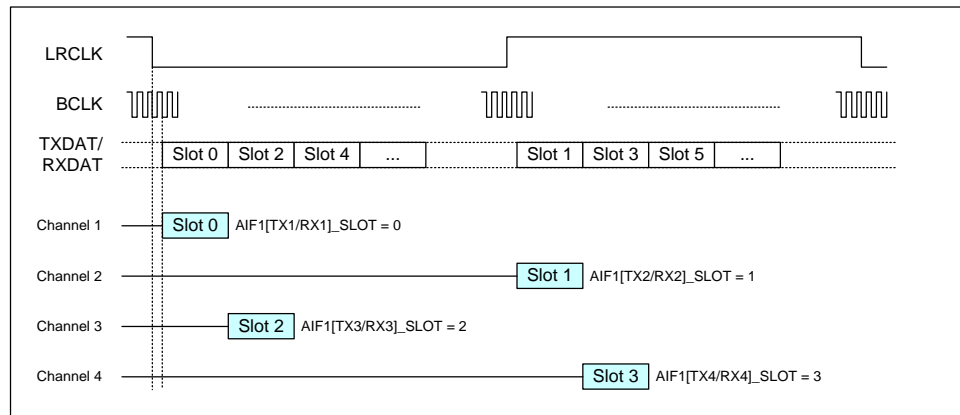 LRCLK
BCLK
TXDAT/
RXDAT
Slot 0 Slot 2 Slot 4 ... Slot 1 Slot 3 Slot 5 ...
Channel 1 Slot 0 AIF1[TX1/RX1]_SLOT = 0
Channel 2 Slot 1 AIF1[TX2/RX2]_SLOT = 1
Channel 3 Slot 2 AIF1[TX3/RX3]_SLOT = 2
Channel 4 Slot 3 AIF1[TX4/RX4]_SLOT = 3